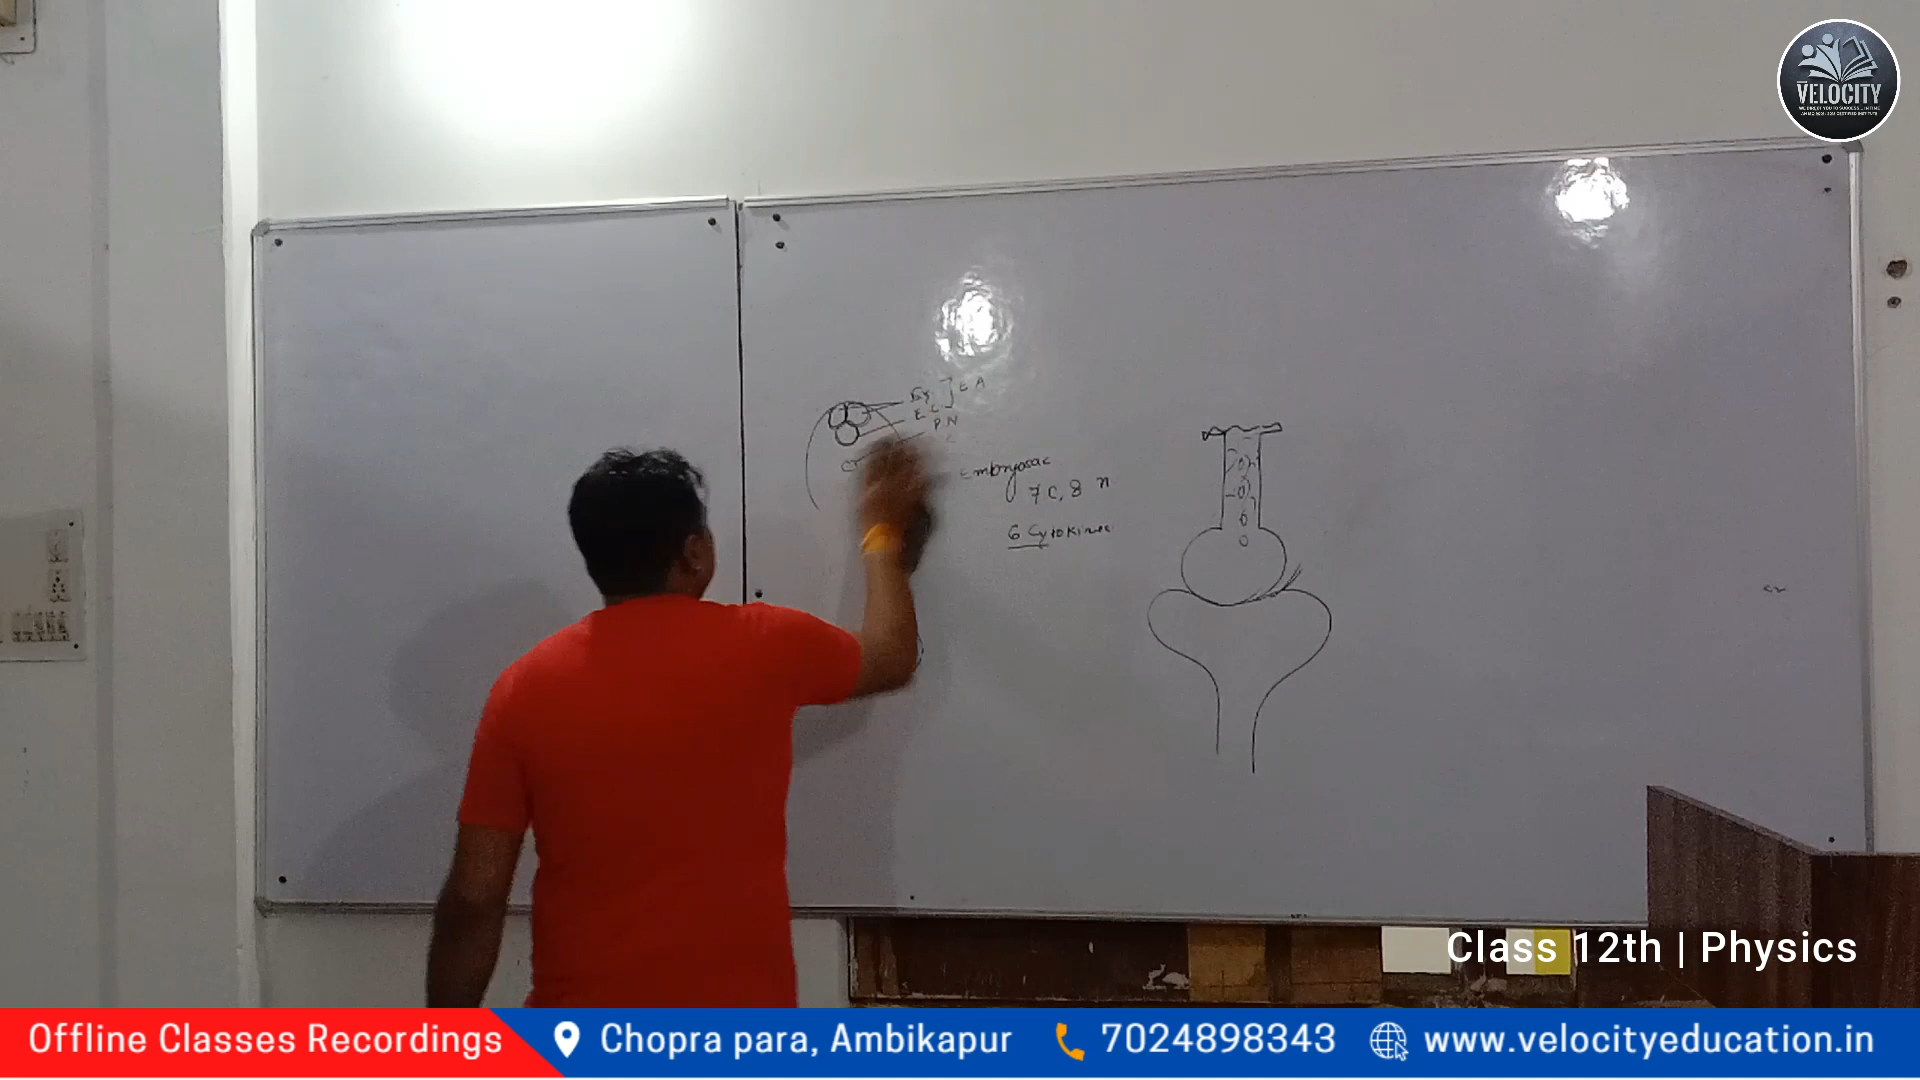 VELOCITY
Sy ] E A
E C
P N
Embryosac
7 C, 8 n
6 Cytokines
Class 12th | Physics
Offline Classes Recordings
Chopra para, Ambikapur
7024898343
www.velocityeducation.in